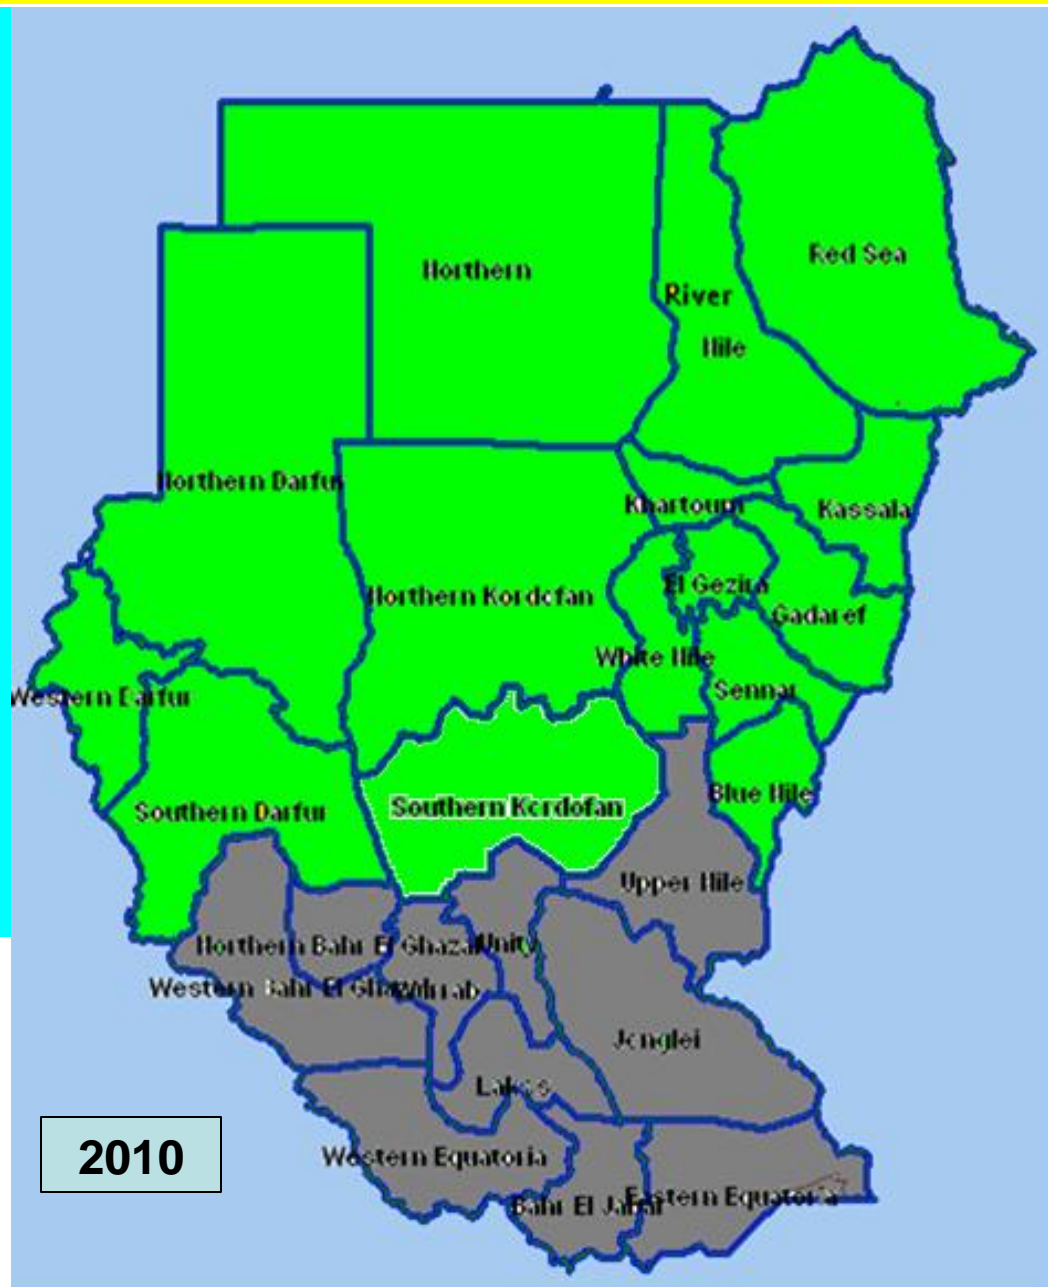 Northern
Red Sea
River
Nile
Northern Darfur
Khartoum
Kassala
El Gezira
Northern Kordofan
Gadaref
White Nile
Sennar
Western Darfur
Blue Nile
Southern Darfur
Southern Kordofan
Upper Nile
Northern Bahr El Ghazal
Unity
Western Bahr El Ghazal
Warrab
Jonglei
Lakes
2010
Western Equatoria
Eastern Equatoria
Bahr El Jabal